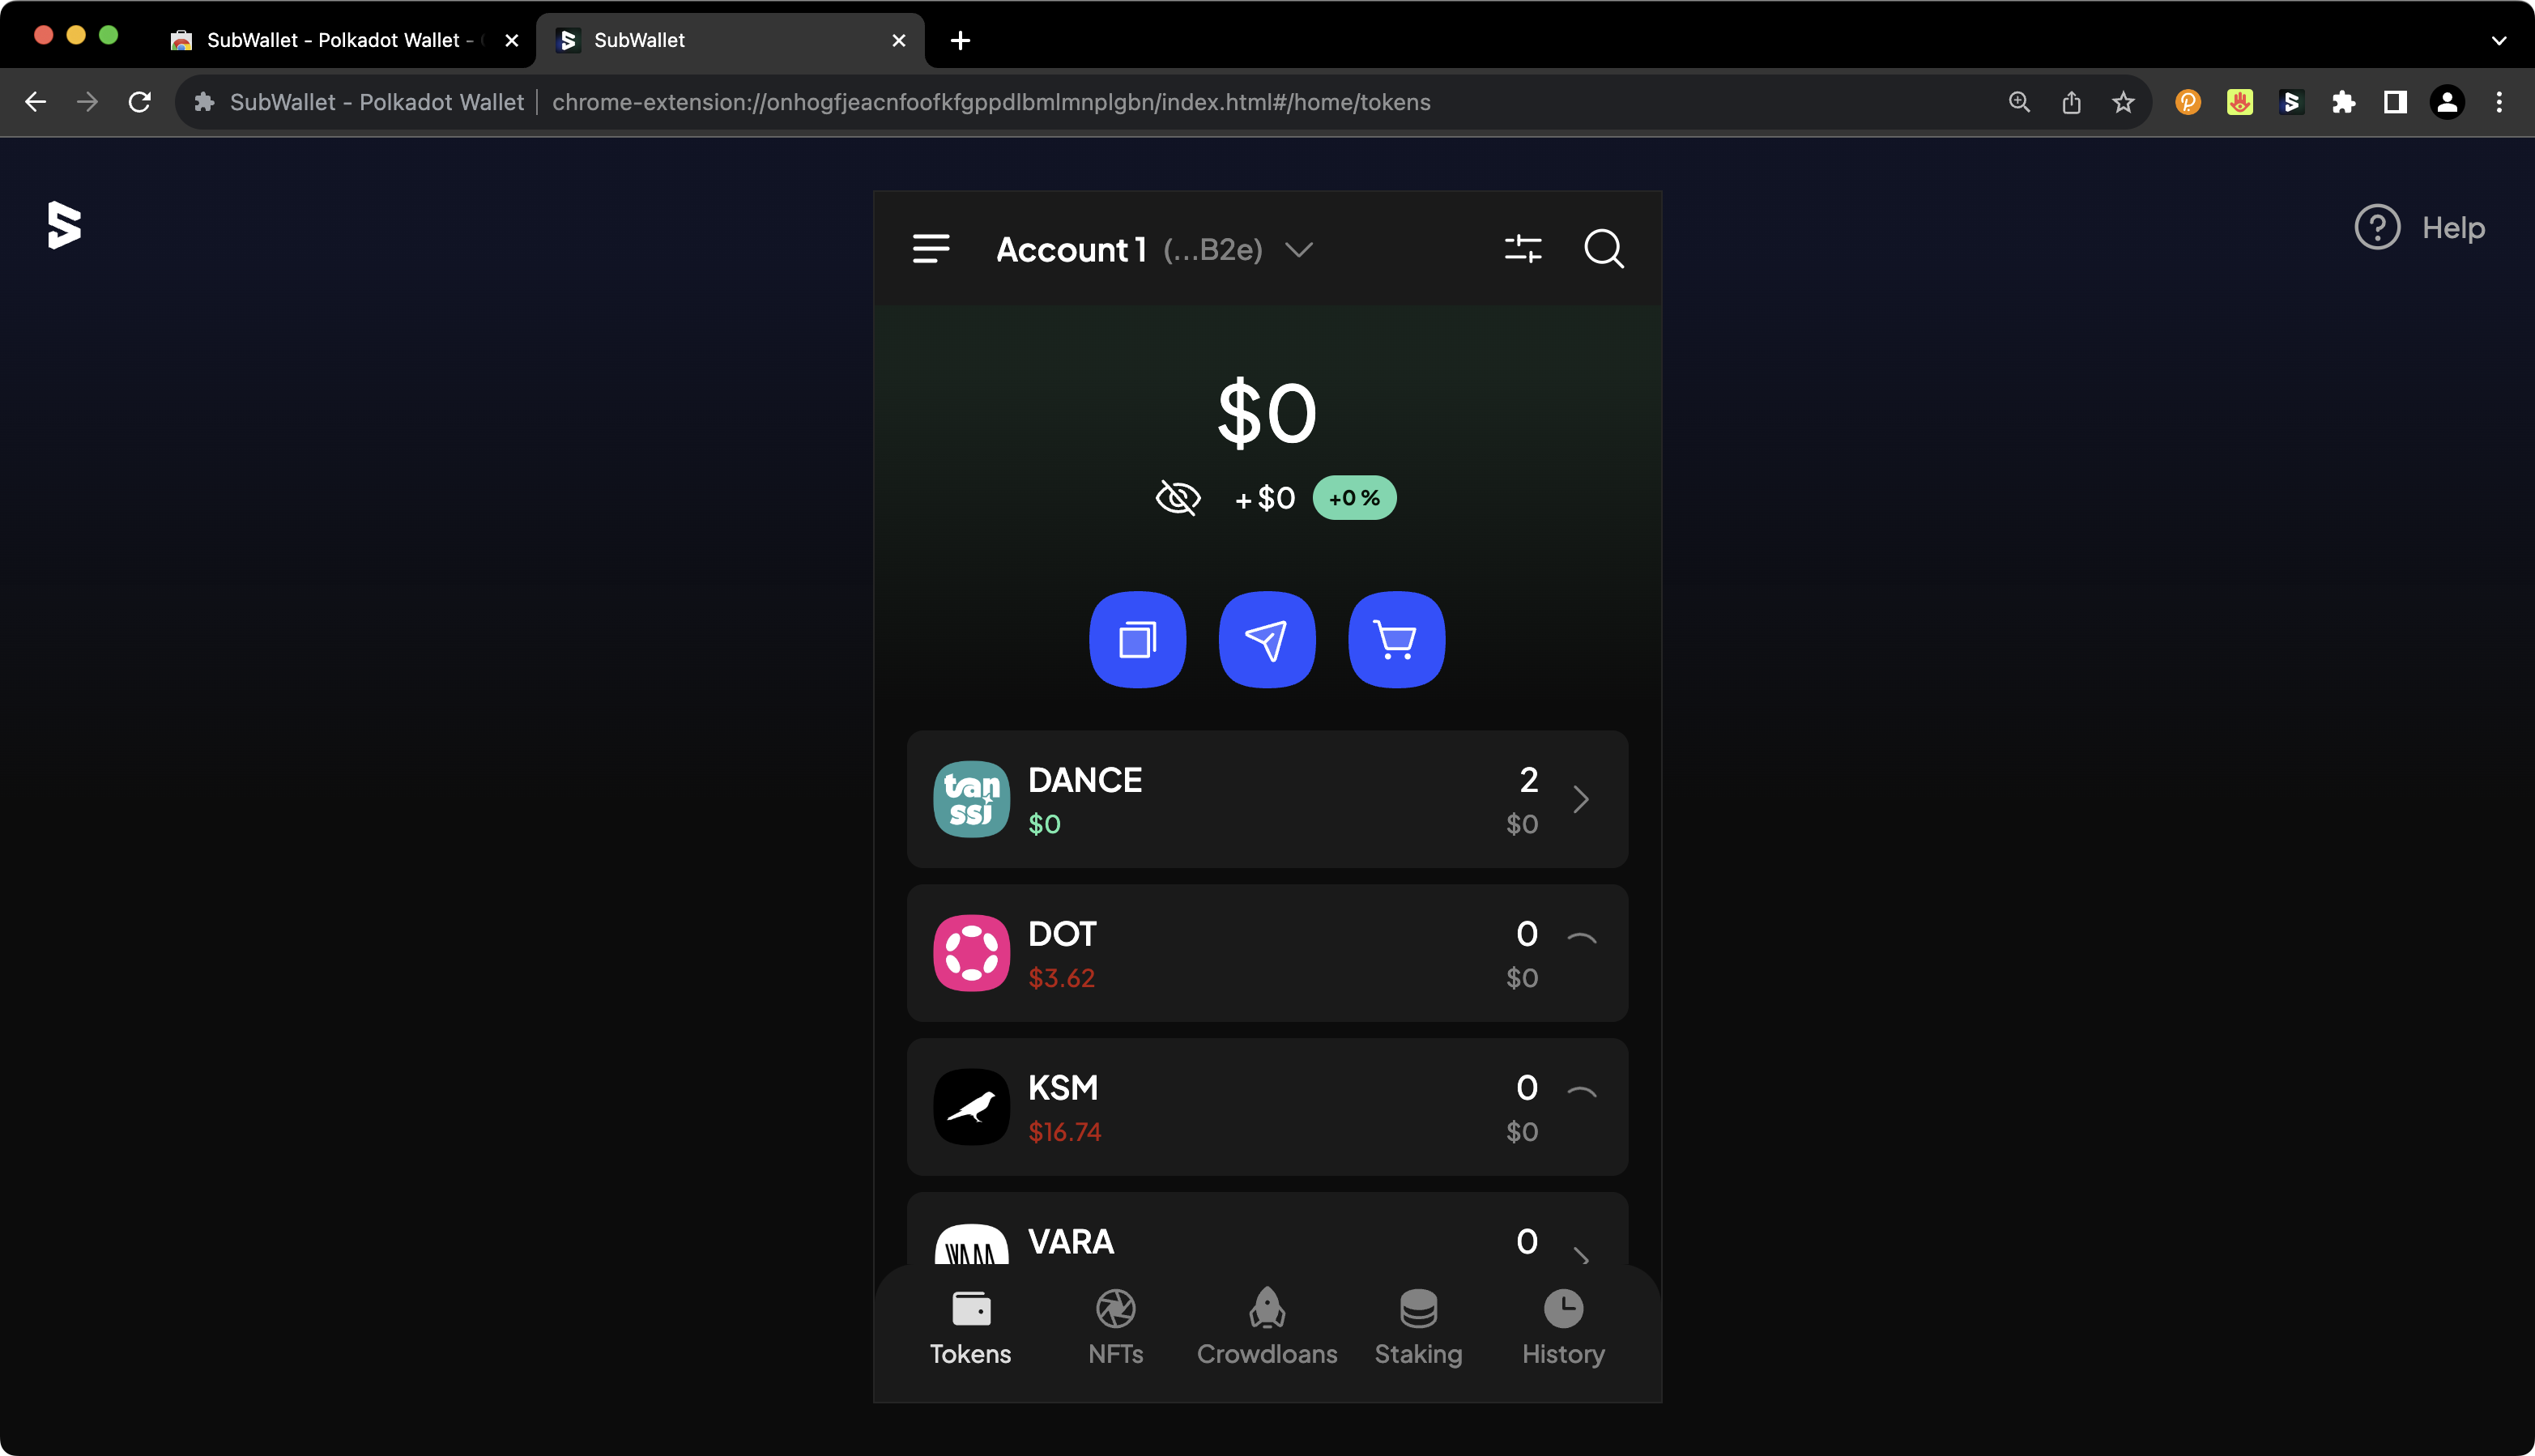 SubWallet - Polkadot Wallet -
SubWallet
SubWallet - Polkadot Wallet
chrome-extension://onhogfjeacnfoofkfgppdlbmlmnplgbn/index.html#/home/tokens
Help
Account 1 (...B2e)
$0
+ $0 +0 %
tanssi
DANCE 2
$0 $0
DOT 0
$3.62 $0
KSM 0
$16.74 $0
VARA 0
Tokens NFTs Crowdloans Staking History